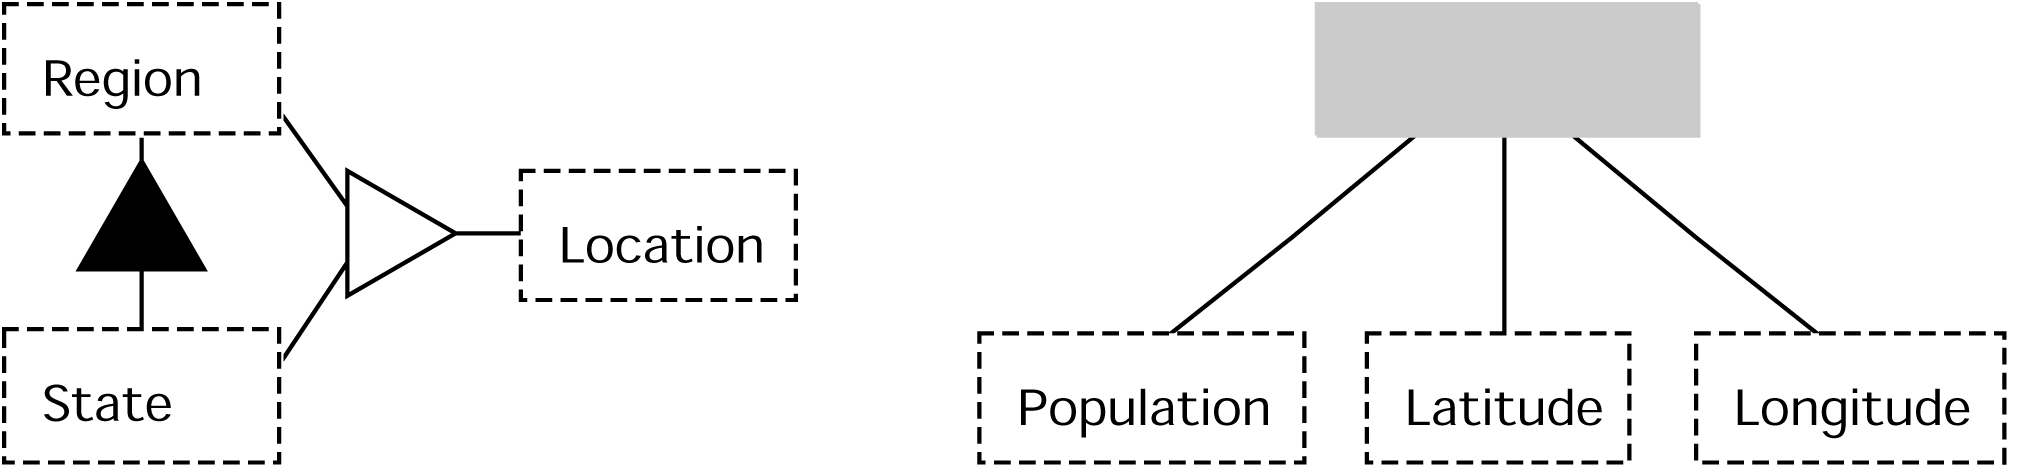 Region
Location
State
Population
Latitude
Longitude